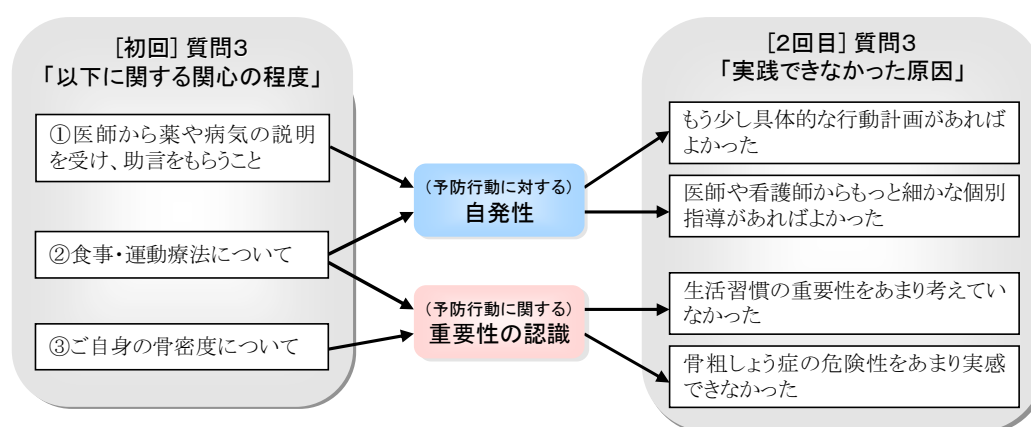 [初回] 質問3
「以下に関する関心の程度」
①医師から薬や病気の説明
を受け、助言をもらうこと
②食事・運動療法について
③ご自身の骨密度について
（予防行動に対する）
自発性
（予防行動に関する）
重要性の認識
[2回目] 質問3
「実践できなかった原因」
もう少し具体的な行動計画があれば
よかった
医師や看護師からもっと細かな個別
指導があればよかった
生活習慣の重要性をあまり考えてい
なかった
骨粗しょう症の危険性をあまり実感
できなかった